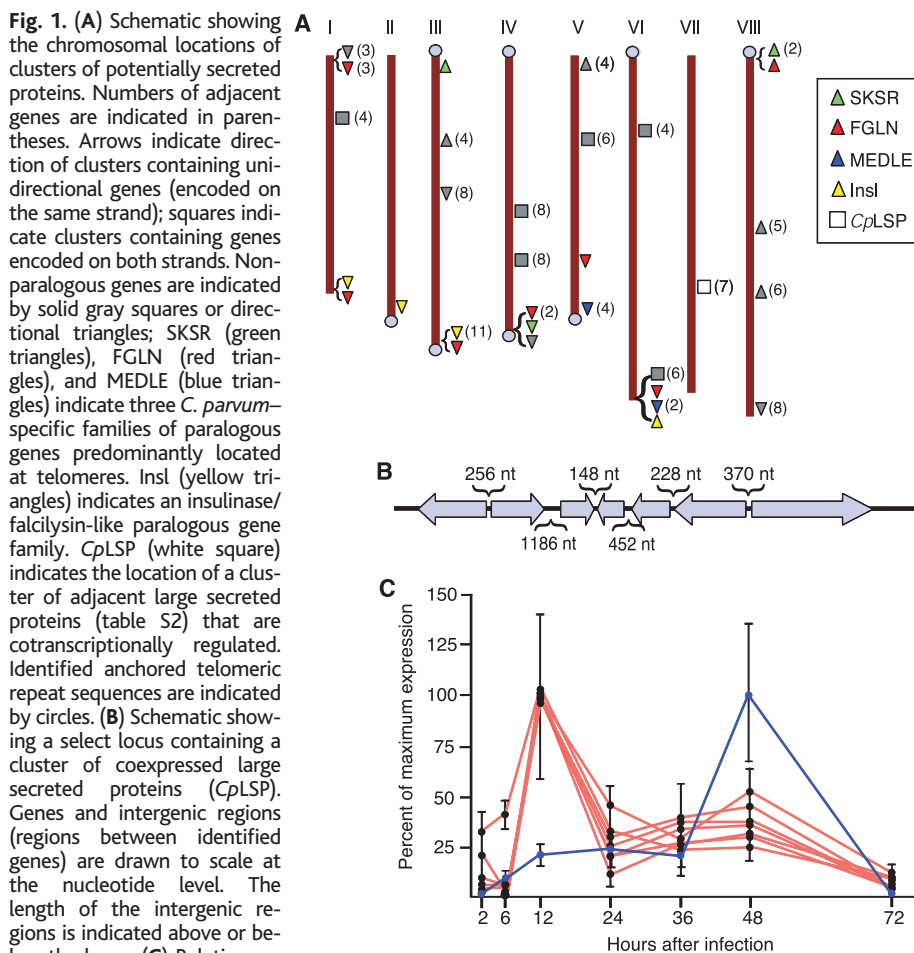 Fig. 1. (A) Schematic showing
the chromosomal locations of
clusters of potentially secreted
proteins. Numbers of adjacent
genes are indicated in paren-
theses. Arrows indicate direc-
tion of clusters containing uni-
directional genes (encoded on
the same strand); squares indi-
cate clusters containing genes
encoded on both strands. Non-
paralogous genes are indicated
by solid gray squares or direc-
tional triangles; SKSR (green
triangles), FGLN (red trian-
gles), and MEDLE (blue trian-
gles) indicate three C. parvum–
specific families of paralogous
genes predominantly located
at telomeres. Insl (yellow tri-
angles) indicates an insulinase/
falcilysin-like paralogous gene
family. CpLSP (white square)
indicates the location of a clus-
ter of adjacent large secreted
proteins (table S2) that are
cotranscriptionally regulated.
Identified anchored telomeric
repeat sequences are indicated
by circles. (B) Schematic show-
ing a select locus containing a
cluster of coexpressed large
secreted proteins (CpLSP).
Genes and intergenic regions
(regions between identified
genes) are drawn to scale at
the nucleotide level. The
length of the intergenic re-
gions is indicated above or be-
A
I II III IV V VI VII VIII
(3)
(3)
(4)
(4)
(8)
(11)
(8)
(8)
(2)
(4)
(6)
(4)
(4)
(6)
(2)
(7)
(2)
(5)
(6)
(8)
SKSR
FGLN
MEDLE
Insl
CpLSP
B
256 nt 148 nt 228 nt 370 nt
1186 nt 452 nt
C
Percent of maximum expression
150
100
75
50
25
2 6 12 24 36 48 72
Hours after infection